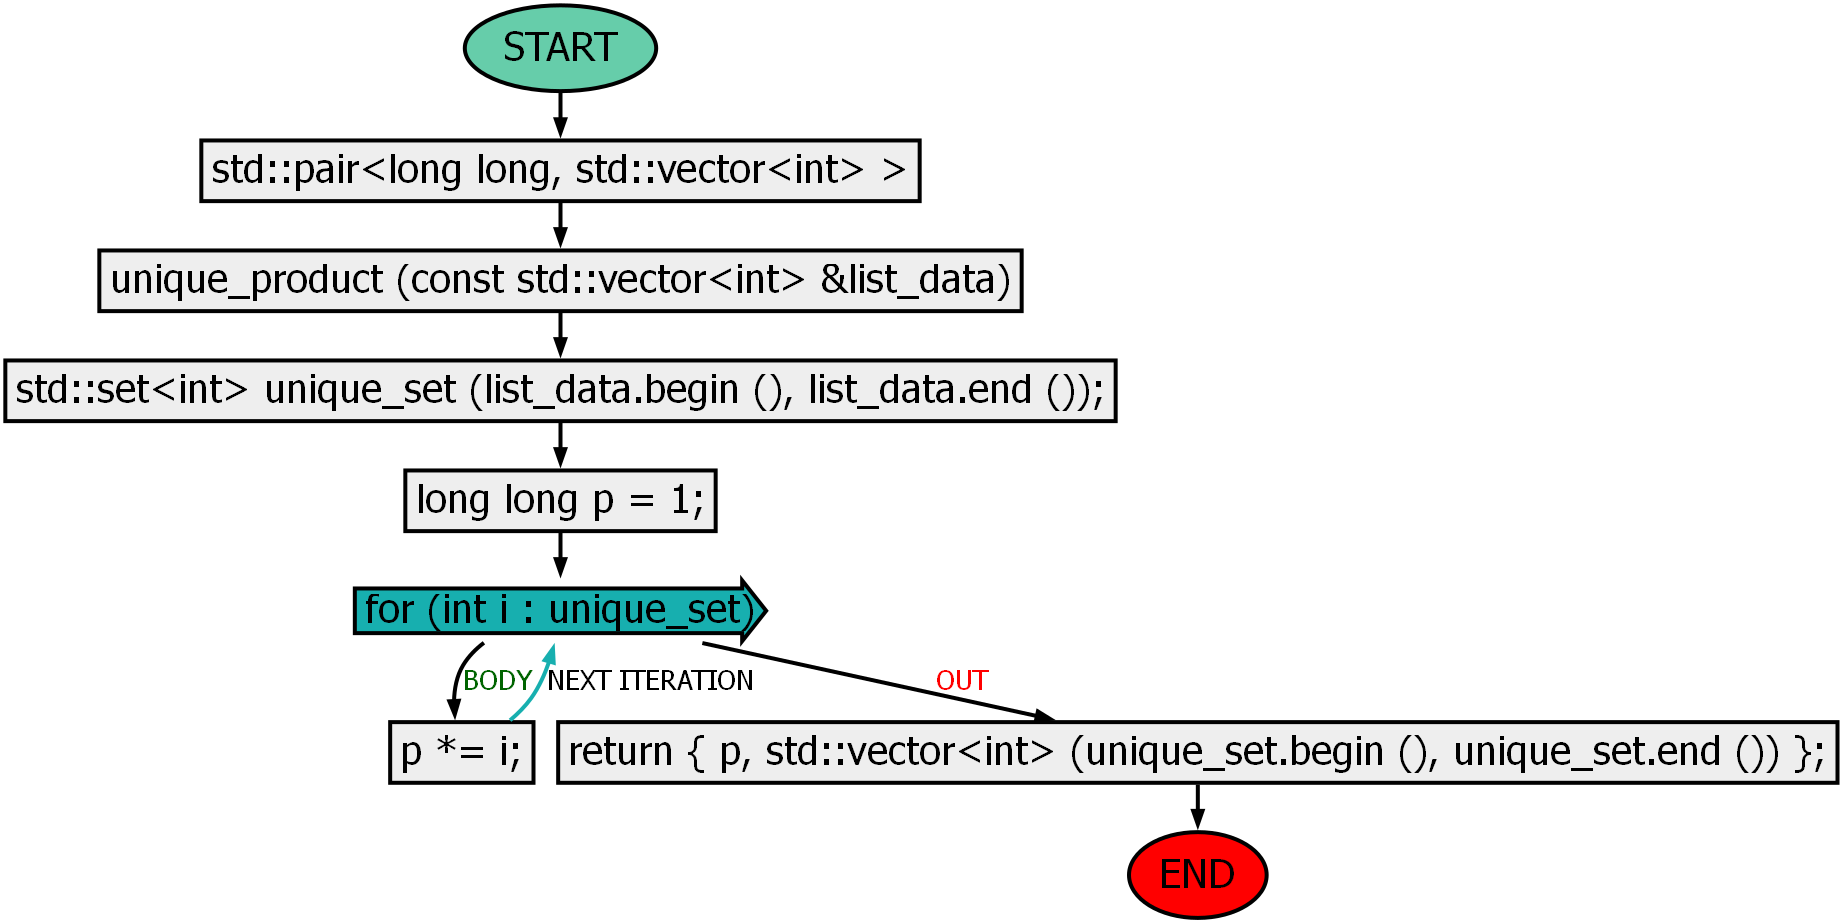 START
std::pair<long long, std::vector<int> >
unique_product (const std::vector<int> &list_data)
std::set<int> unique_set (list_data.begin (), list_data.end ());
long long p = 1;
for (int i : unique_set)
BODY
NEXT ITERATION
OUT
p *= i;
return { p, std::vector<int> (unique_set.begin (), unique_set.end ()) };
END